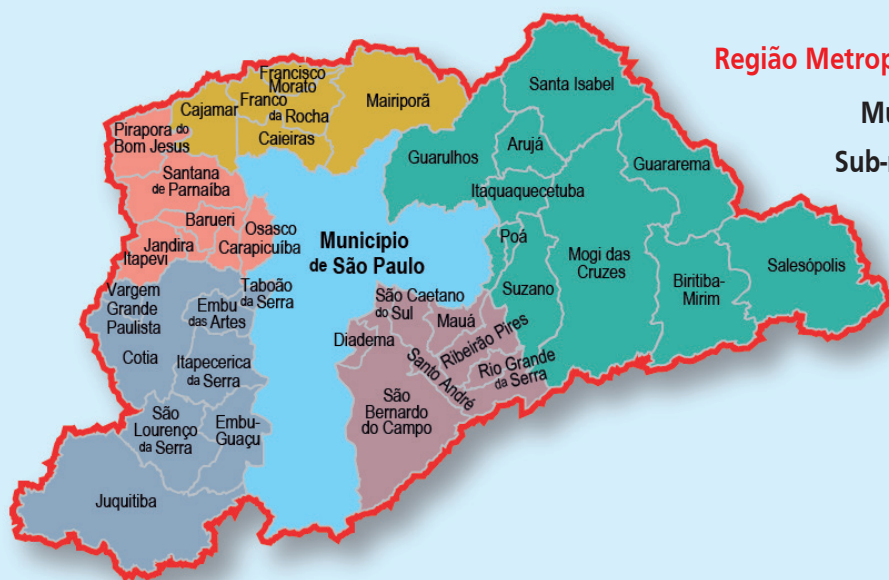 Região Metrop
Mu
Sub-r
Francisco
Morato
Cajamar
Franco
da Rocha
Caieiras
Mairiporã
Santa Isabel
Pirapora do
Bom Jesus
Santana
de Parnaíba
Guarulhos
Arujá
Guararema
Itaquaquecetuba
Barueri
Osasco
Jandira
Carapicuíba
Itapevi
Município
de São Paulo
Poá
Mogi das
Cruzes
Suzano
Biritiba-
Mirim
Salesópolis
Vargem
Grande
Paulista
Taboão
da Serra
Embu
das Artes
Cotia
Itapecerica
da Serra
São Caetano
do Sul
Mauá
Diadema
Ribeirão Pires
Santo André
Rio Grande
da Serra
São
Bernardo
do Campo
São
Lourenço
da Serra
Embu-
Guaçu
Juquitiba